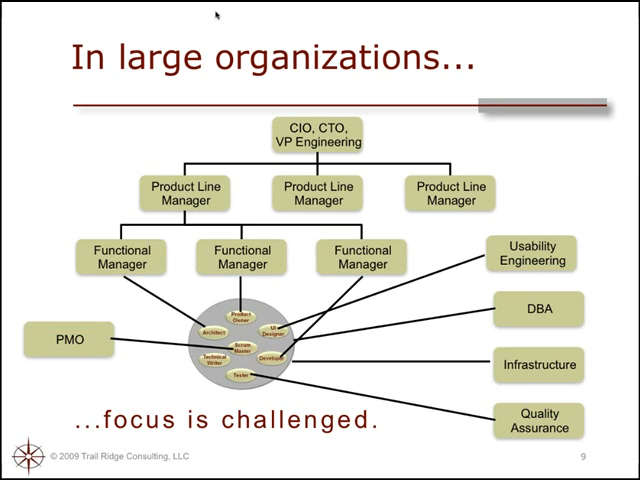 In large organizations...
CIO, CTO,
VP Engineering
Product Line
Manager
Product Line
Manager
Product Line
Manager
Functional
Manager
Functional
Manager
Functional
Manager
Usability
Engineering
DBA
Infrastructure
Quality
Assurance
PMO
Product
Owner
Architect
UI
Designer
Scrum
Master
Technical
Writer
Developer
Tester
...focus is challenged.
© 2009 Trail Ridge Consulting, LLC
9